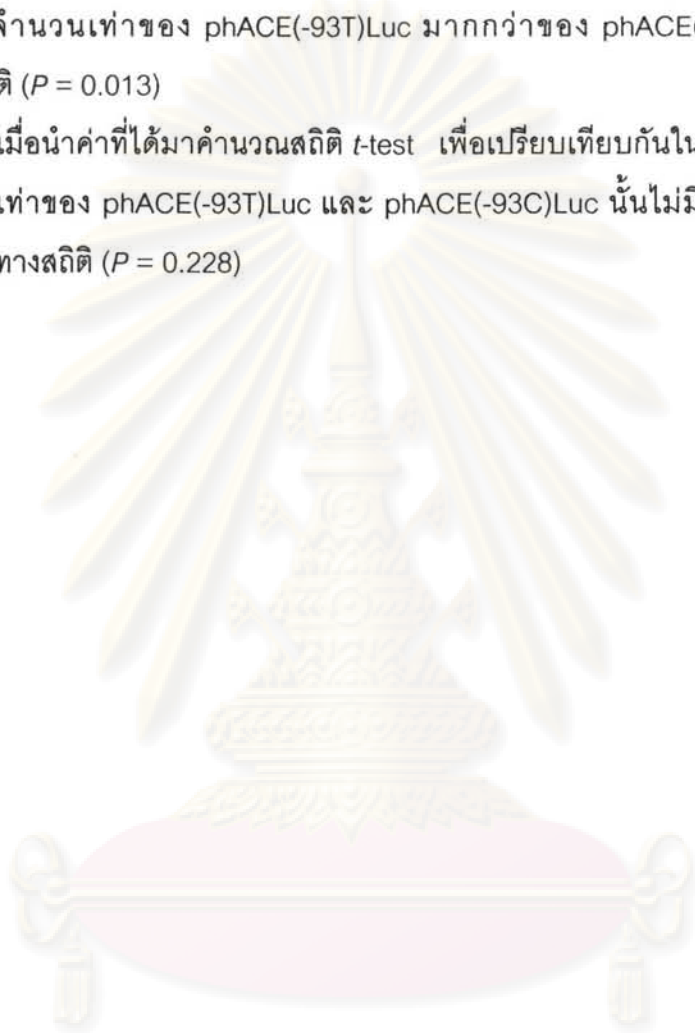 จำนวนเท่าของ phACE(-93T)Luc มากกว่าของ phACE(
ติ (P = 0.013)
เมื่อนำค่าที่ได้มาคำนวณสถิติ t-test เพื่อเปรียบเทียบกันใน
เท่าของ phACE(-93T)Luc และ phACE(-93C)Luc นั้นไม่มี
ทางสถิติ (P = 0.228)